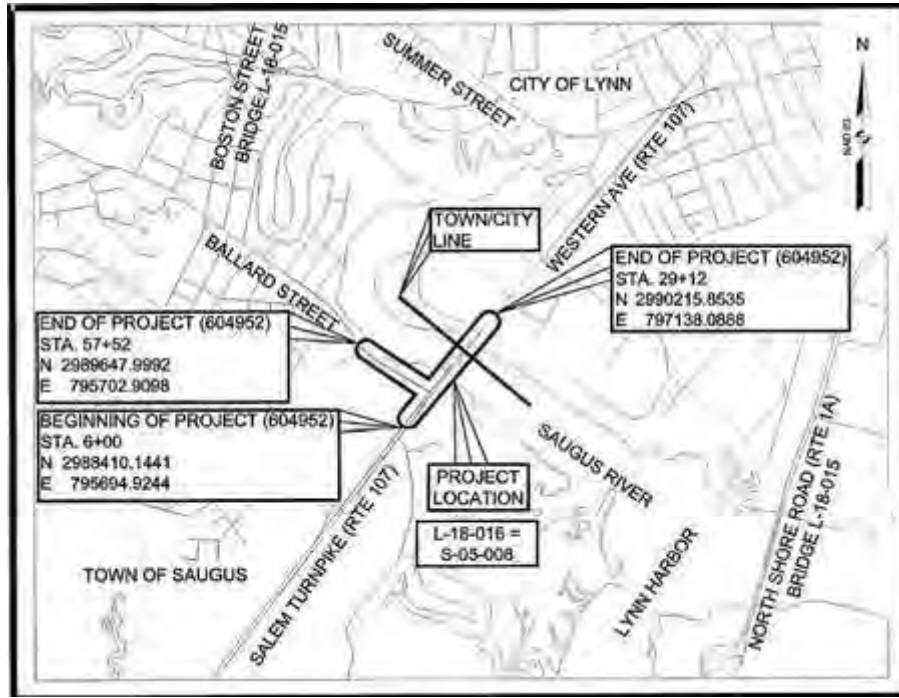 BOSTON STREET
BRIDGE L-18-015
SUMMER STREET
CITY OF LYNN
N
NAD 83
WESTERN AVE (RTE 107)
TOWN/CITY
LINE
BALLARD STREET
END OF PROJECT (604952)
STA. 29+12
N 2990215.8535
E 797138.0888
END OF PROJECT (604952)
STA. 57+52
N 2989647.9992
E 795702.9098
BEGINNING OF PROJECT (604952)
STA. 6+00
N 2988410.1441
E 795694.9244
SAUGUS RIVER
PROJECT
LOCATION
L-18-016 =
S-05-008
TOWN OF SAUGUS
SALEM TURNPIKE (RTE 107)
LYNN HARBOR
NORTH SHORE ROAD (RTE 1A)
BRIDGE L-18-015